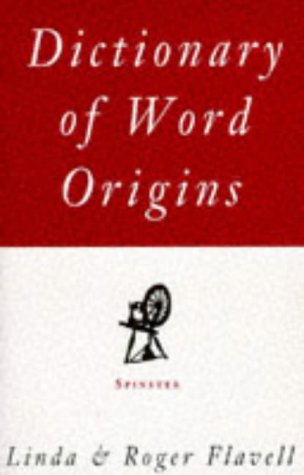 Dictionary
of Word
Origins
SPINSTER
Linda & Roger Flavell